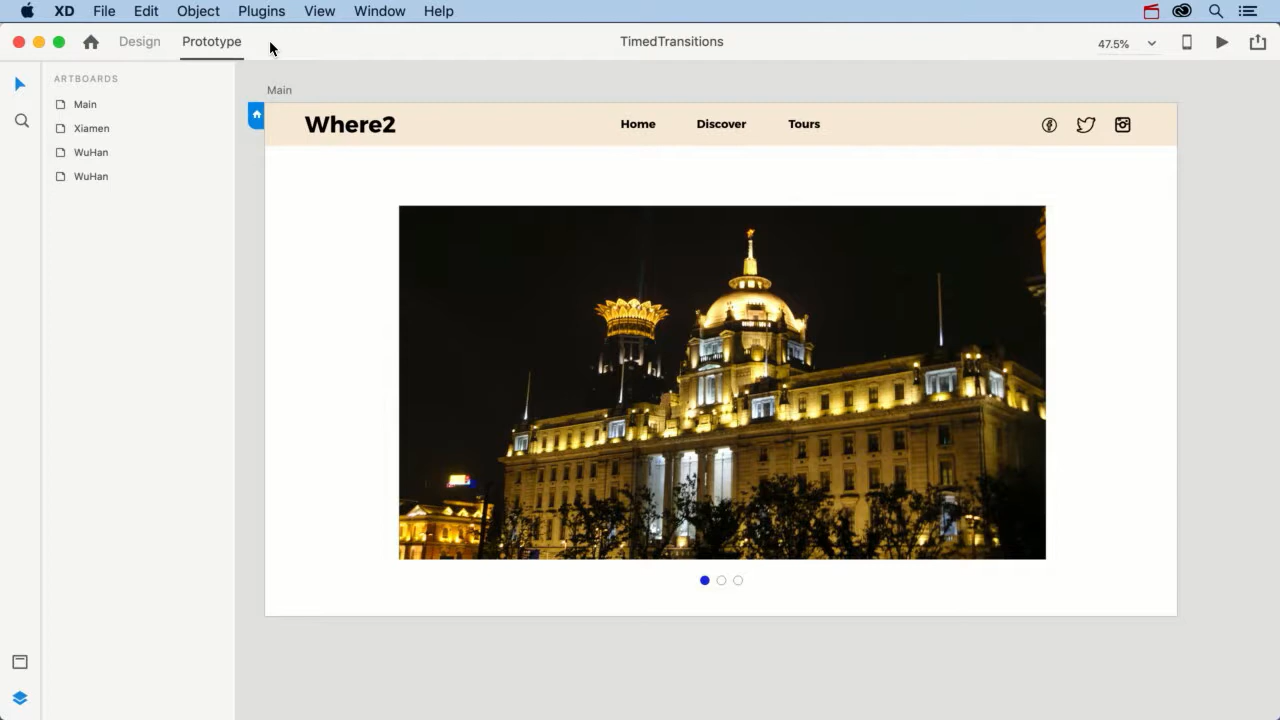 XD File Edit Object Plugins View Window Help
Design Prototype TimedTransitions 47.5%
ARTBOARDS
Main
Xiamen
WuHan
WuHan
Main
Where2 Home Discover Tours